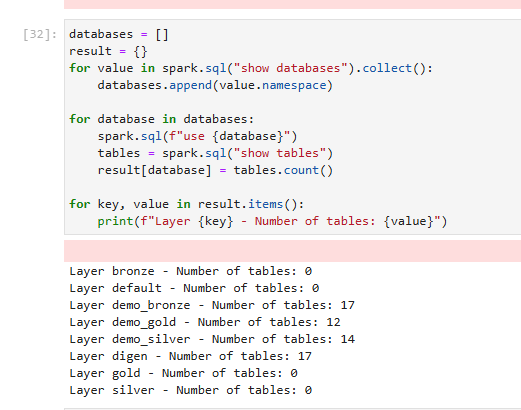 [32]: databases = []
result = {}
for value in spark.sql("show databases").collect():
    databases.append(value.namespace)
for database in databases:
    spark.sql(f"use {database}")
    tables = spark.sql("show tables")
    result[database] = tables.count()
for key, value in result.items():
    print(f"Layer {key} - Number of tables: {value}")
Layer bronze - Number of tables: 0
Layer default - Number of tables: 0
Layer demo_bronze - Number of tables: 17
Layer demo_gold - Number of tables: 12
Layer demo_silver - Number of tables: 14
Layer digen - Number of tables: 17
Layer gold - Number of tables: 0
Layer silver - Number of tables: 0